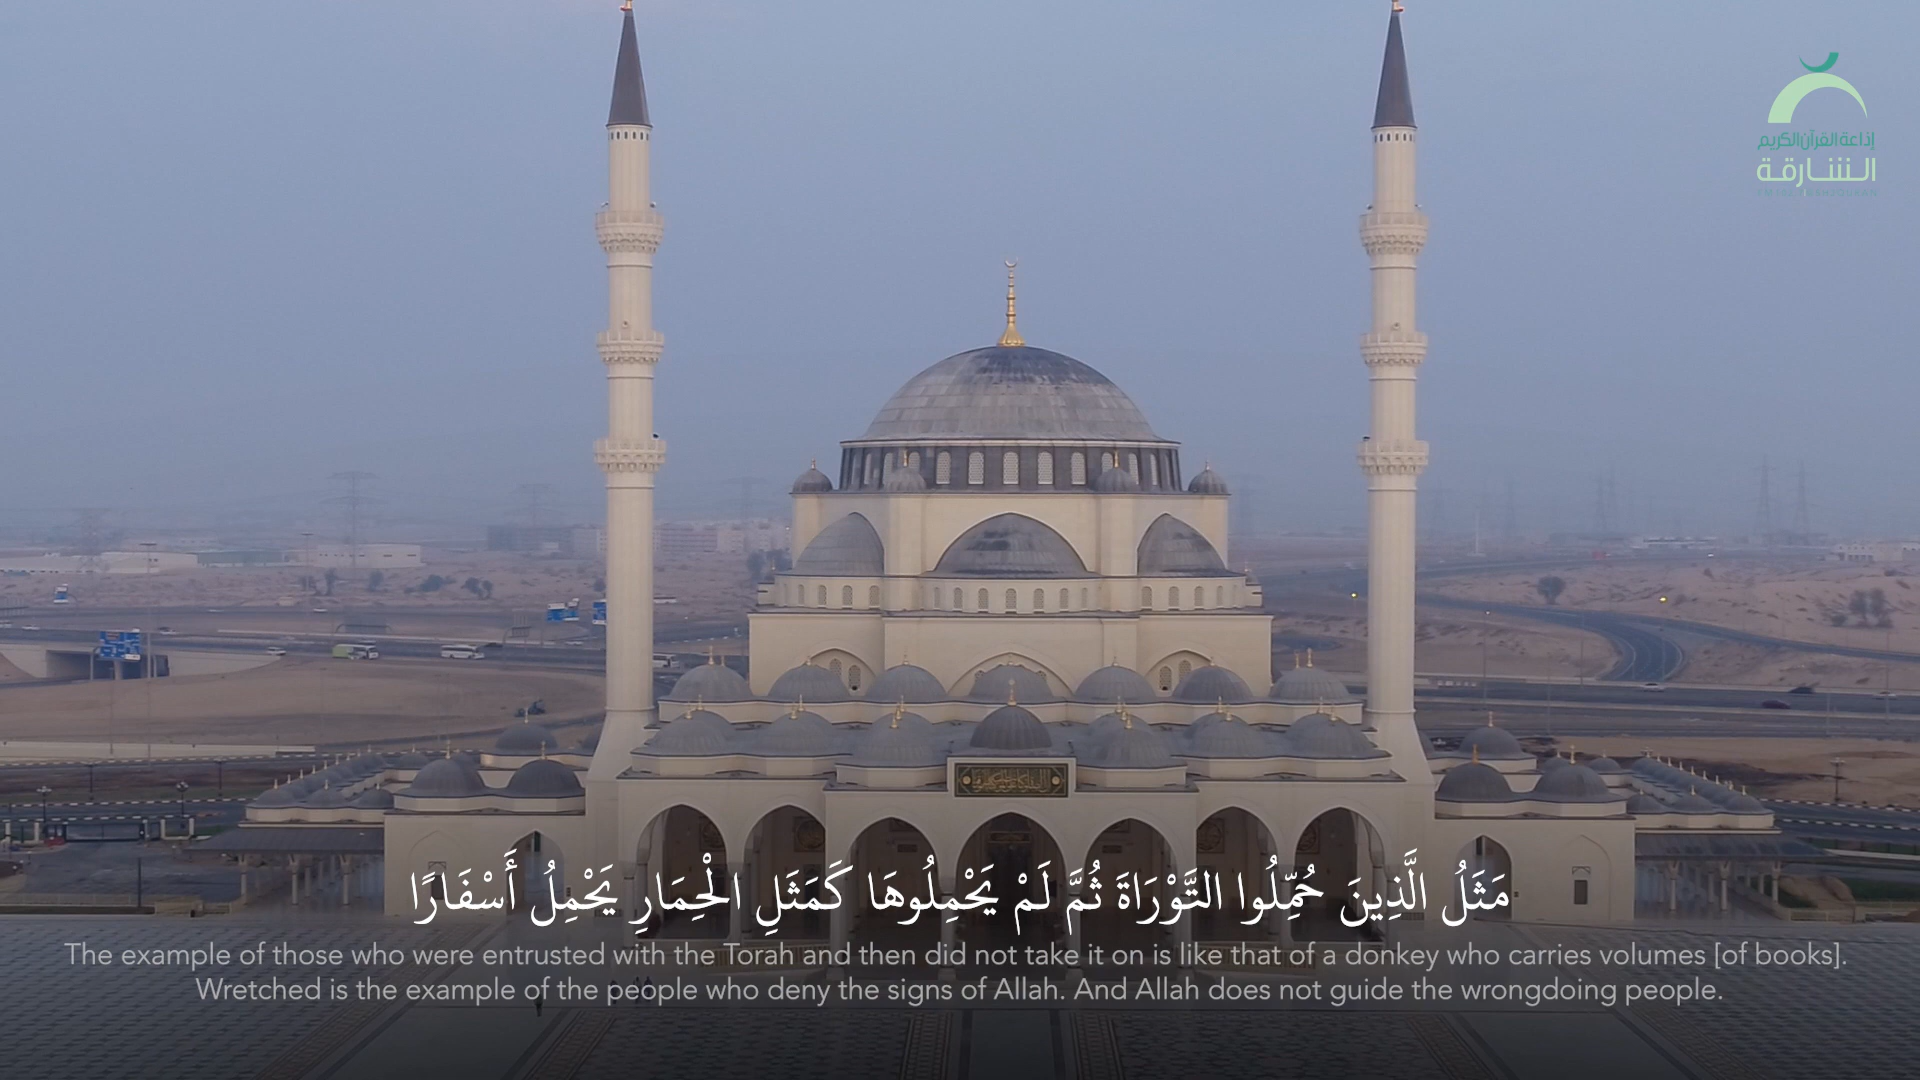 إذاعة القرآن الكريم
الشارقة
مَثَلُ الَّذِينَ حُمِّلُوا التَّوْرَاةَ ثُمَّ لَمْ يَحْمِلُوهَا كَمَثَلِ الْحِمَارِ يَحْمِلُ أَسْفَارًا
The example of those who were entrusted with the Torah and then did not take it on is like that of a donkey who carries volumes [of books].
Wretched is the example of the people who deny the signs of Allah. And Allah does not guide the wrongdoing people.